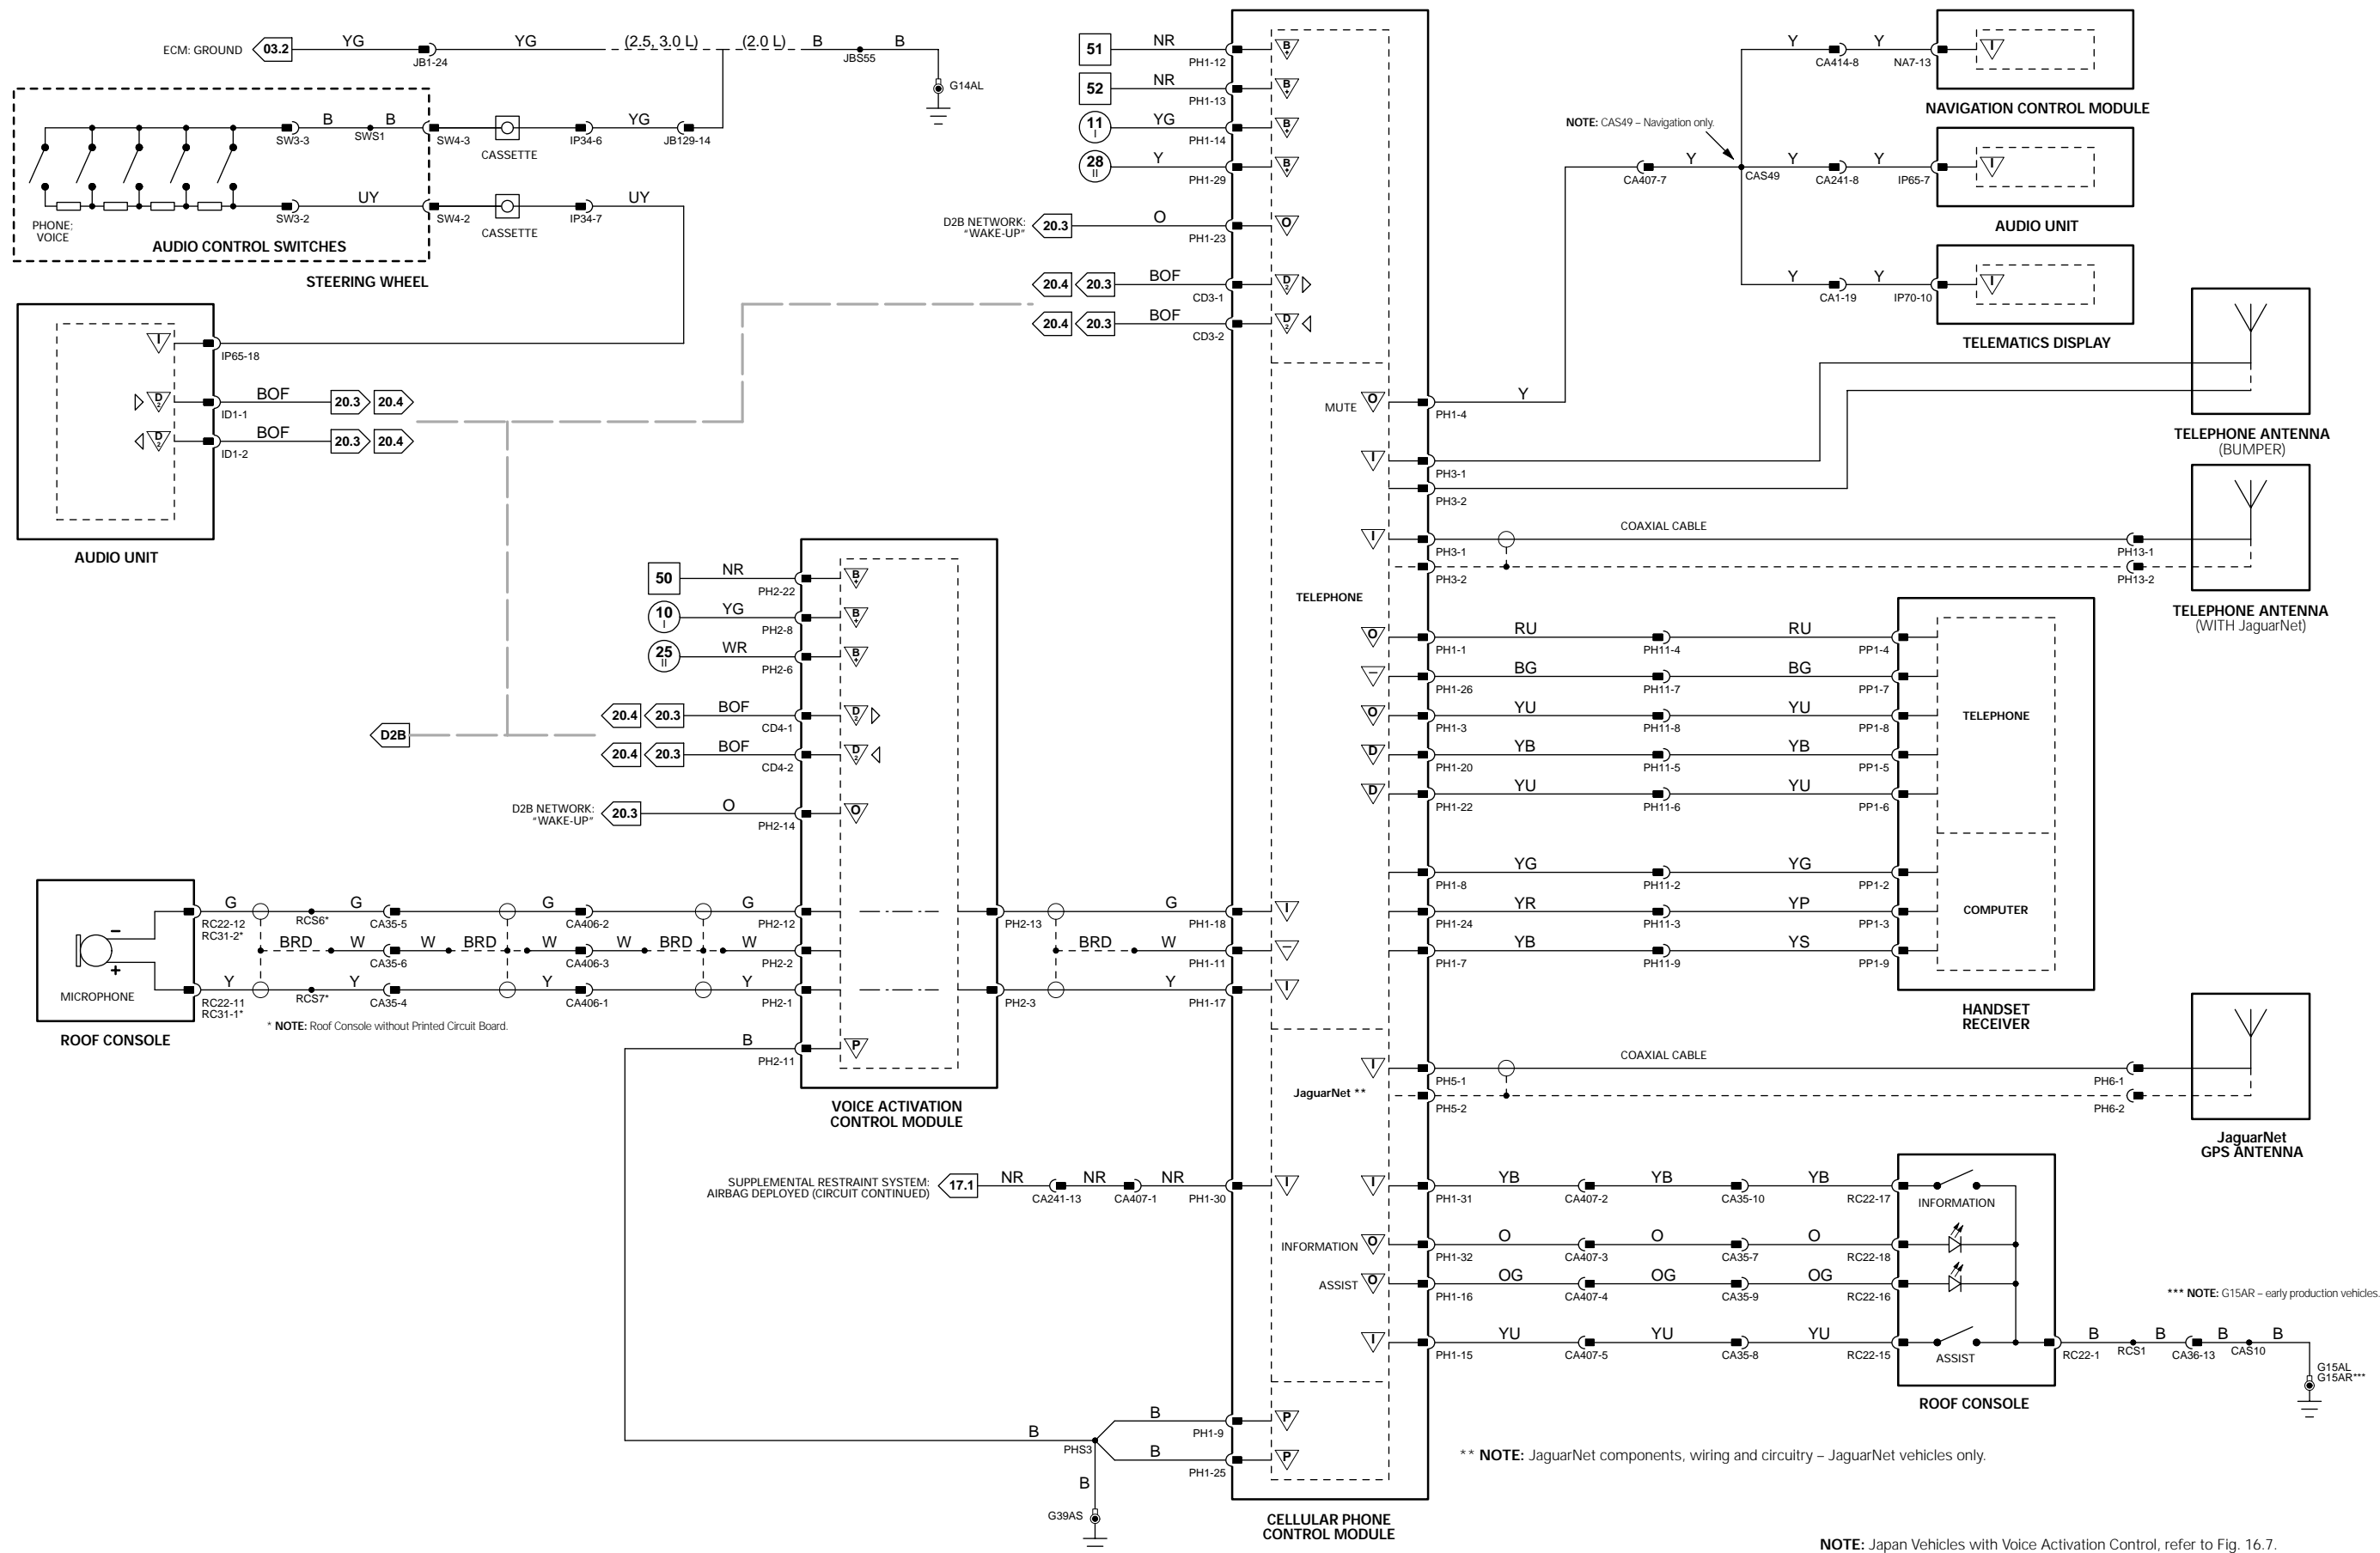 ECM: GROUND
03.2
YG
JB1-24
YG
(2.5, 3.0 L)
(2.0 L)
B
JBS55
B
G14AL
SW3-3
B
SWS1
B
SW4-3
CASSETTE
IP34-6
YG
JB129-14
SW3-2
UY
SW4-2
CASSETTE
IP34-7
UY
PHONE;
VOICE
AUDIO CONTROL SWITCHES
STEERING WHEEL
I
IP65-18
D
2
ID1-1
BOF
20.3
20.4
D
2
ID1-2
BOF
20.3
20.4
AUDIO UNIT
D2B
50
NR
PH2-22
B
+
10
I
YG
PH2-8
B
+
25
II
WR
PH2-6
B
+
20.4
20.3
BOF
CD4-1
D
2
20.4
20.3
BOF
CD4-2
D
2
D2B NETWORK:
"WAKE-UP"
20.3
O
PH2-14
O
MICROPHONE
–
+
ROOF CONSOLE
RC22-12
RC31-2*
G
RCS6*
G
CA35-5
G
CA406-2
G
PH2-12
BRD
W
CA35-6
W
BRD
W
CA406-3
W
BRD
W
PH2-2
RC22-11
RC31-1*
Y
RCS7*
Y
CA35-4
Y
CA406-1
Y
PH2-1
* NOTE: Roof Console without Printed Circuit Board.
B
PH2-11
P
VOICE ACTIVATION
CONTROL MODULE
PH2-13
G
PH1-18
I
BRD
W
PH1-11
–
PH2-3
Y
PH1-17
I
51
NR
PH1-12
B
+
52
NR
PH1-13
B
+
11
I
YG
PH1-14
B
+
28
II
Y
PH1-29
B
+
D2B NETWORK:
"WAKE-UP"
20.3
O
PH1-23
O
20.4
20.3
BOF
CD3-1
D
2
20.4
20.3
BOF
CD3-2
D
2
SUPPLEMENTAL RESTRAINT SYSTEM:
AIRBAG DEPLOYED (CIRCUIT CONTINUED)
17.1
NR
CA241-13
NR
CA407-1
NR
PH1-30
I
B
PHS3
B
PH1-9
P
B
PH1-25
P
B
G39AS
CELLULAR PHONE
CONTROL MODULE
MUTE
O
PH1-4
Y
CA407-7
Y
NOTE: CAS49 – Navigation only.
CAS49
Y
CA414-8
Y
NA7-13
I
NAVIGATION CONTROL MODULE
Y
CA241-8
Y
IP65-7
I
AUDIO UNIT
Y
CA1-19
Y
IP70-10
I
TELEMATICS DISPLAY
I
PH3-1
PH3-2
TELEPHONE ANTENNA
(BUMPER)
I
PH3-1
COAXIAL CABLE
PH13-1
PH3-2
PH13-2
TELEPHONE ANTENNA
(WITH JaguarNet)
TELEPHONE
O
PH1-1
RU
PH11-4
RU
PP1-4
–
PH1-26
BG
PH11-7
BG
PP1-7
O
PH1-3
YU
PH11-8
YU
PP1-8
TELEPHONE
D
PH1-20
YB
PH11-5
YB
PP1-5
D
PH1-22
YU
PH11-6
YU
PP1-6
PH1-8
YG
PH11-2
YG
PP1-2
PH1-24
YR
PH11-3
YP
PP1-3
COMPUTER
PH1-7
YB
PH11-9
YS
PP1-9
HANDSET
RECEIVER
JaguarNet **
I
PH5-1
COAXIAL CABLE
PH6-1
PH5-2
PH6-2
JaguarNet
GPS ANTENNA
I
PH1-31
YB
CA407-2
YB
CA35-10
YB
RC22-17
INFORMATION
INFORMATION
O
PH1-32
O
CA407-3
O
CA35-7
O
RC22-18
ASSIST
O
PH1-16
OG
CA407-4
OG
CA35-9
OG
RC22-16
I
PH1-15
YU
CA407-5
YU
CA35-8
YU
RC22-15
ASSIST
RC22-1
B
RCS1
B
CA36-13
B
CAS10
B
G15AL
G15AR***
*** NOTE: G15AR – early production vehicles.
ROOF CONSOLE
** NOTE: JaguarNet components, wiring and circuitry – JaguarNet vehicles only.
NOTE: Japan Vehicles with Voice Activation Control, refer to Fig. 16.7.